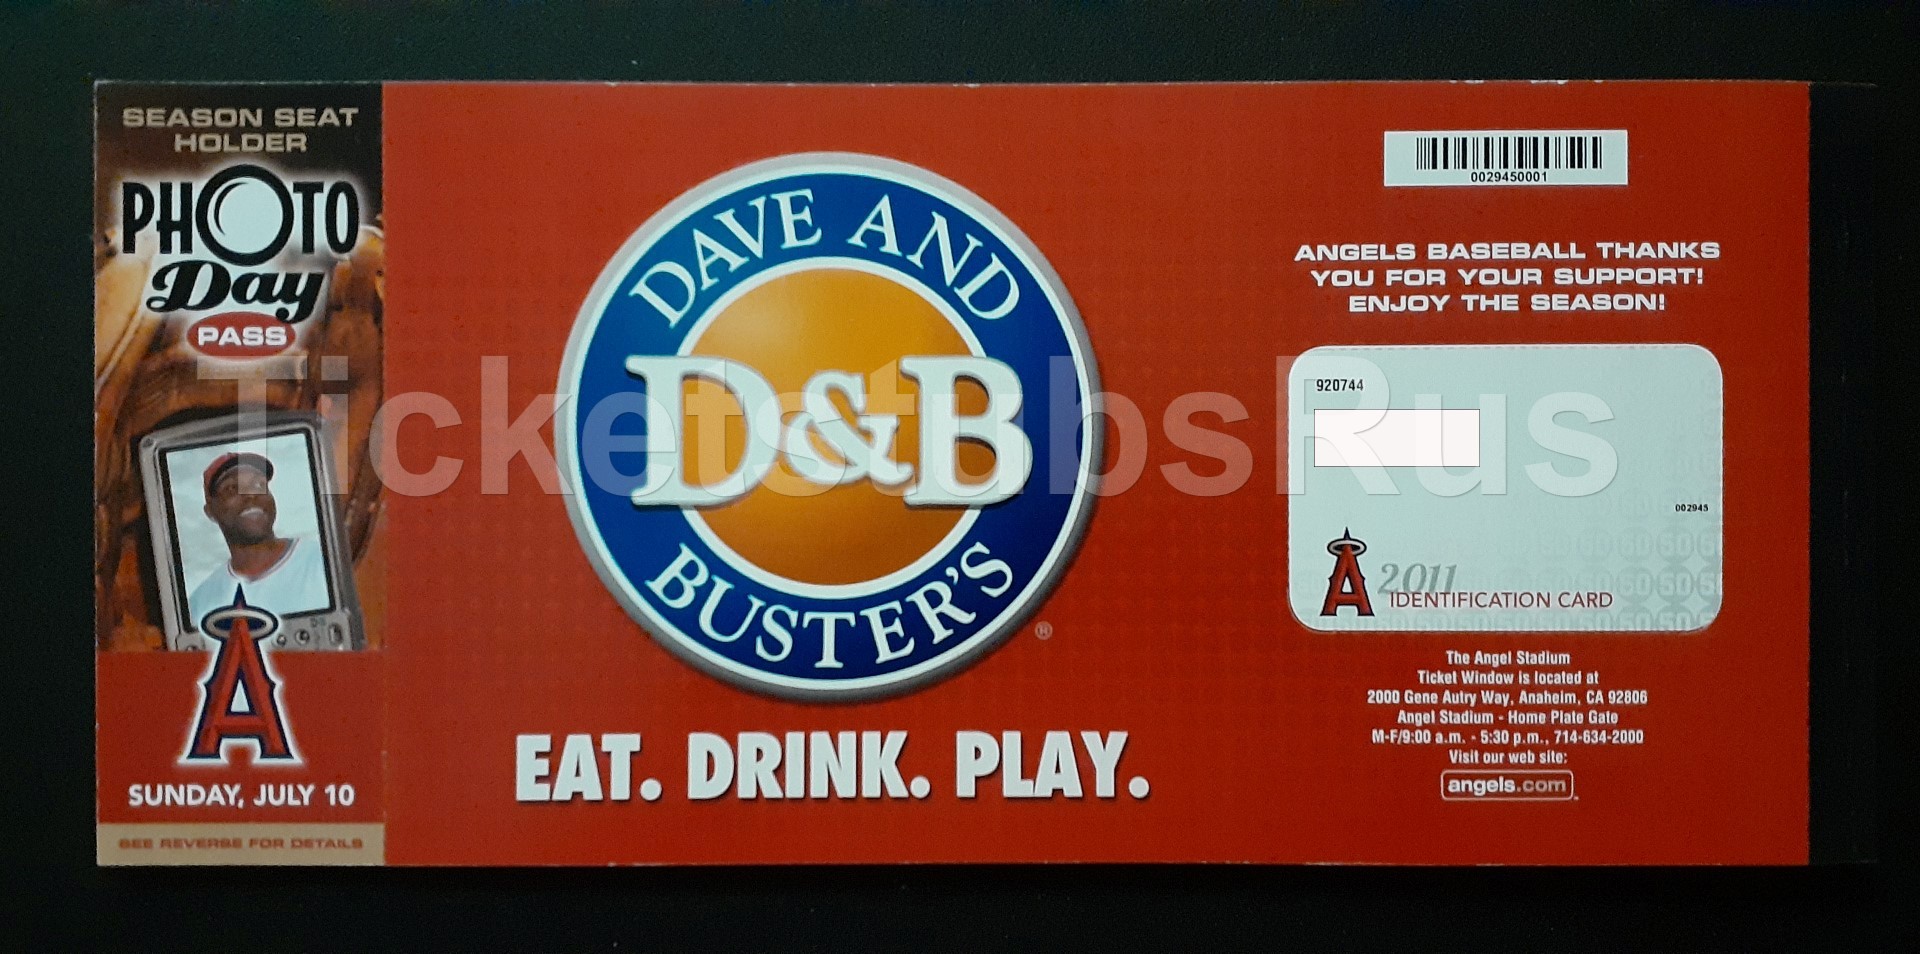 SEASON SEAT
HOLDER
PHOTO
Day
PASS
SUNDAY, JULY 10
SEE REVERSE FOR DETAILS
DAVE AND
D&B
BUSTER'S
®
EAT. DRINK. PLAY.
0029450001
ANGELS BASEBALL THANKS
YOU FOR YOUR SUPPORT!
ENJOY THE SEASON!
920744
002945
A 2011
IDENTIFICATION CARD
The Angel Stadium
Ticket Window is located at
2000 Gene Autry Way, Anaheim, CA 92806
Angel Stadium - Home Plate Gate
M-F/9:00 a.m. - 5:30 p.m., 714-634-2000
Visit our web site:
angels.com
A
TicketstubsRus